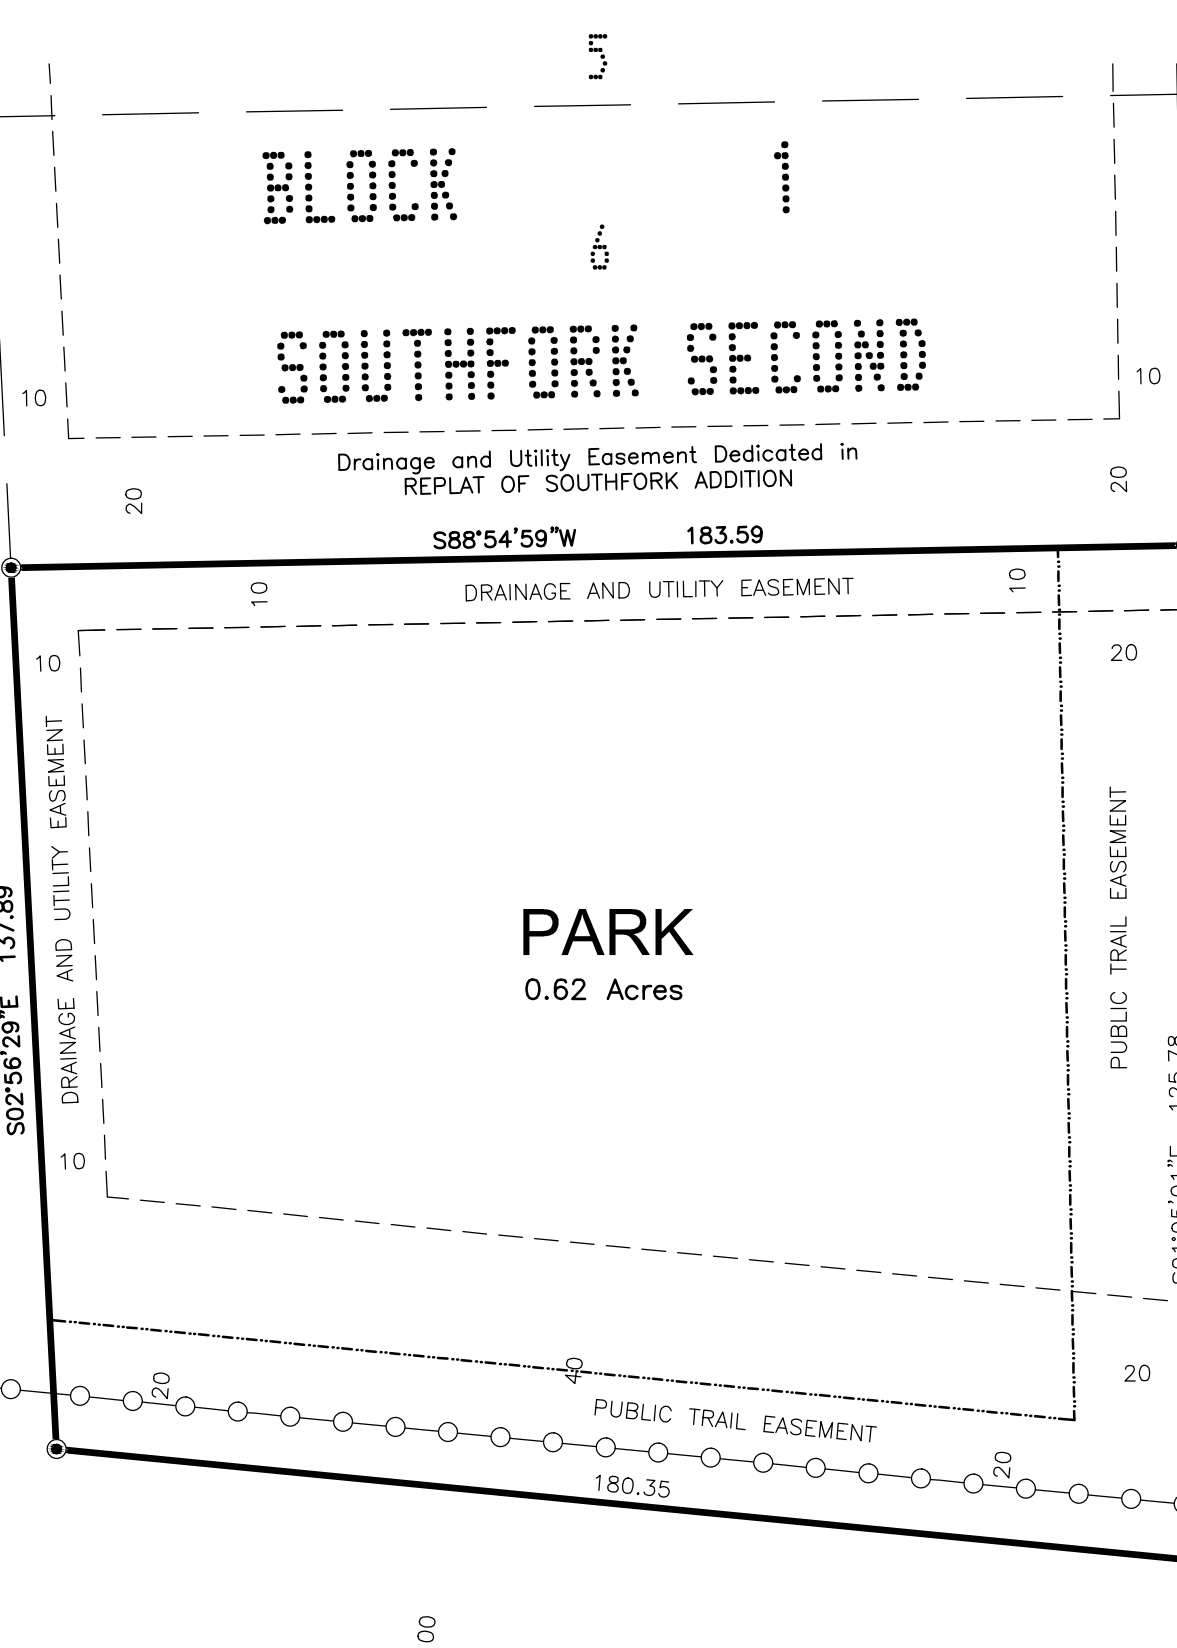 5
BLOCK 1
6
SOUTHFORK SECOND
10
10
Drainage and Utility Easement Dedicated in
REPLAT OF SOUTHFORK ADDITION
20
20
S88°54'59"W 183.59
10
DRAINAGE AND UTILITY EASEMENT
10
10
20
DRAINAGE AND UTILITY EASEMENT
S02°56'29"E 137.89
PUBLIC TRAIL EASEMENT
PARK
0.62 Acres
125.78
10
20
40
20
PUBLIC TRAIL EASEMENT
20
180.35
00